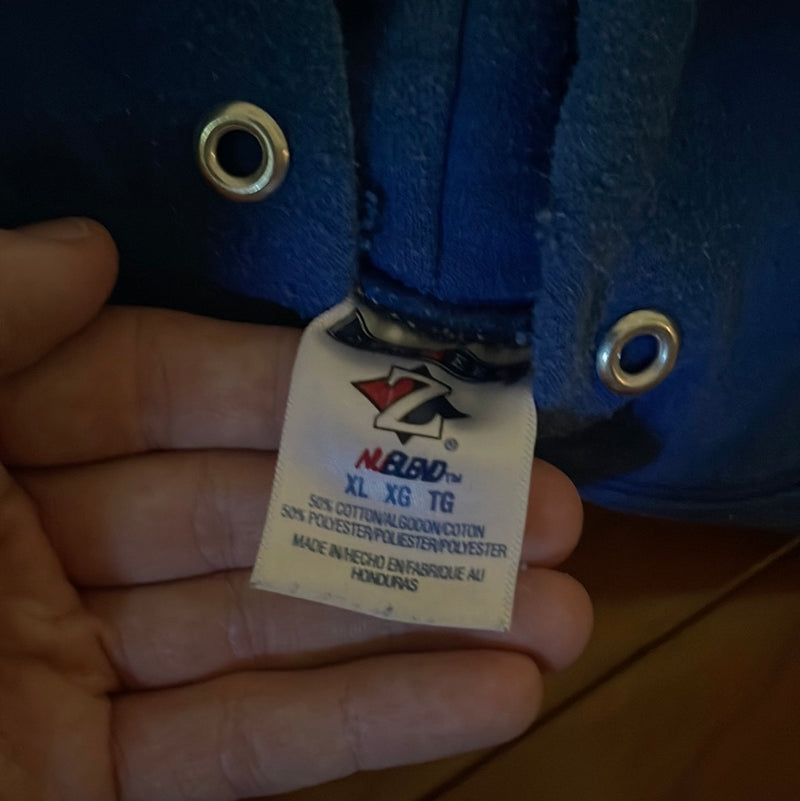 Z
®
NUBLEND™
XL XG TG
50% COTTON/ALGODON/COTON
50% POLYESTER/POLIESTER/POLYESTER
MADE IN/HECHO EN/FABRIQUE AU
HONDURAS